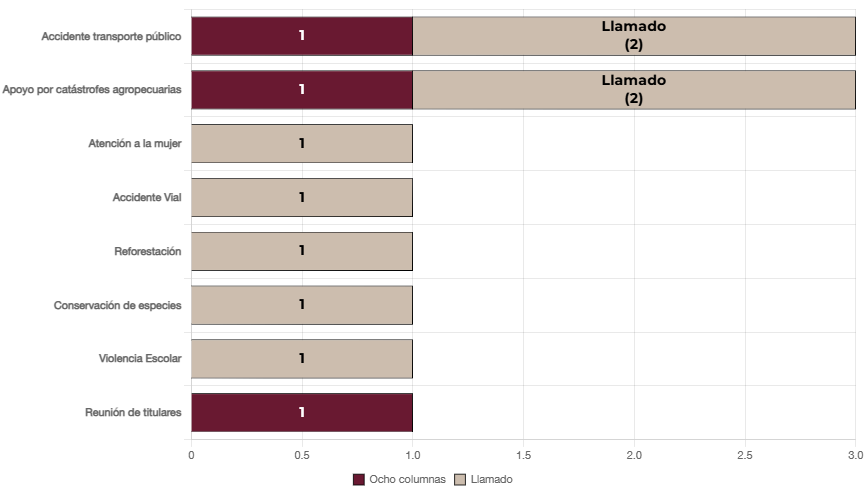 Accidente transporte público
1
Llamado
(2)
Apoyo por catástrofes agropecuarias
1
Llamado
(2)
Atención a la mujer
1
Accidente Vial
1
Reforestación
1
Conservación de especies
1
Violencia Escolar
1
Reunión de titulares
1
0 0.5 1.0 1.5 2.0 2.5 3.0
Ocho columnas Llamado